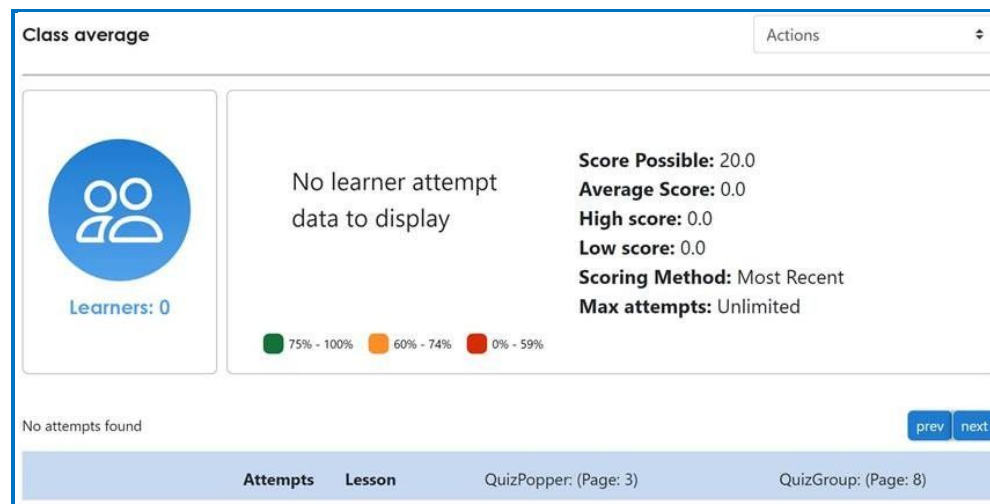 Class average
Actions
Learners: 0
No learner attempt
data to display
75% - 100%
60% - 74%
0% - 59%
Score Possible: 20.0
Average Score: 0.0
High score: 0.0
Low score: 0.0
Scoring Method: Most Recent
Max attempts: Unlimited
No attempts found
prev next
Attempts Lesson QuizPopper: (Page: 3) QuizGroup: (Page: 8)